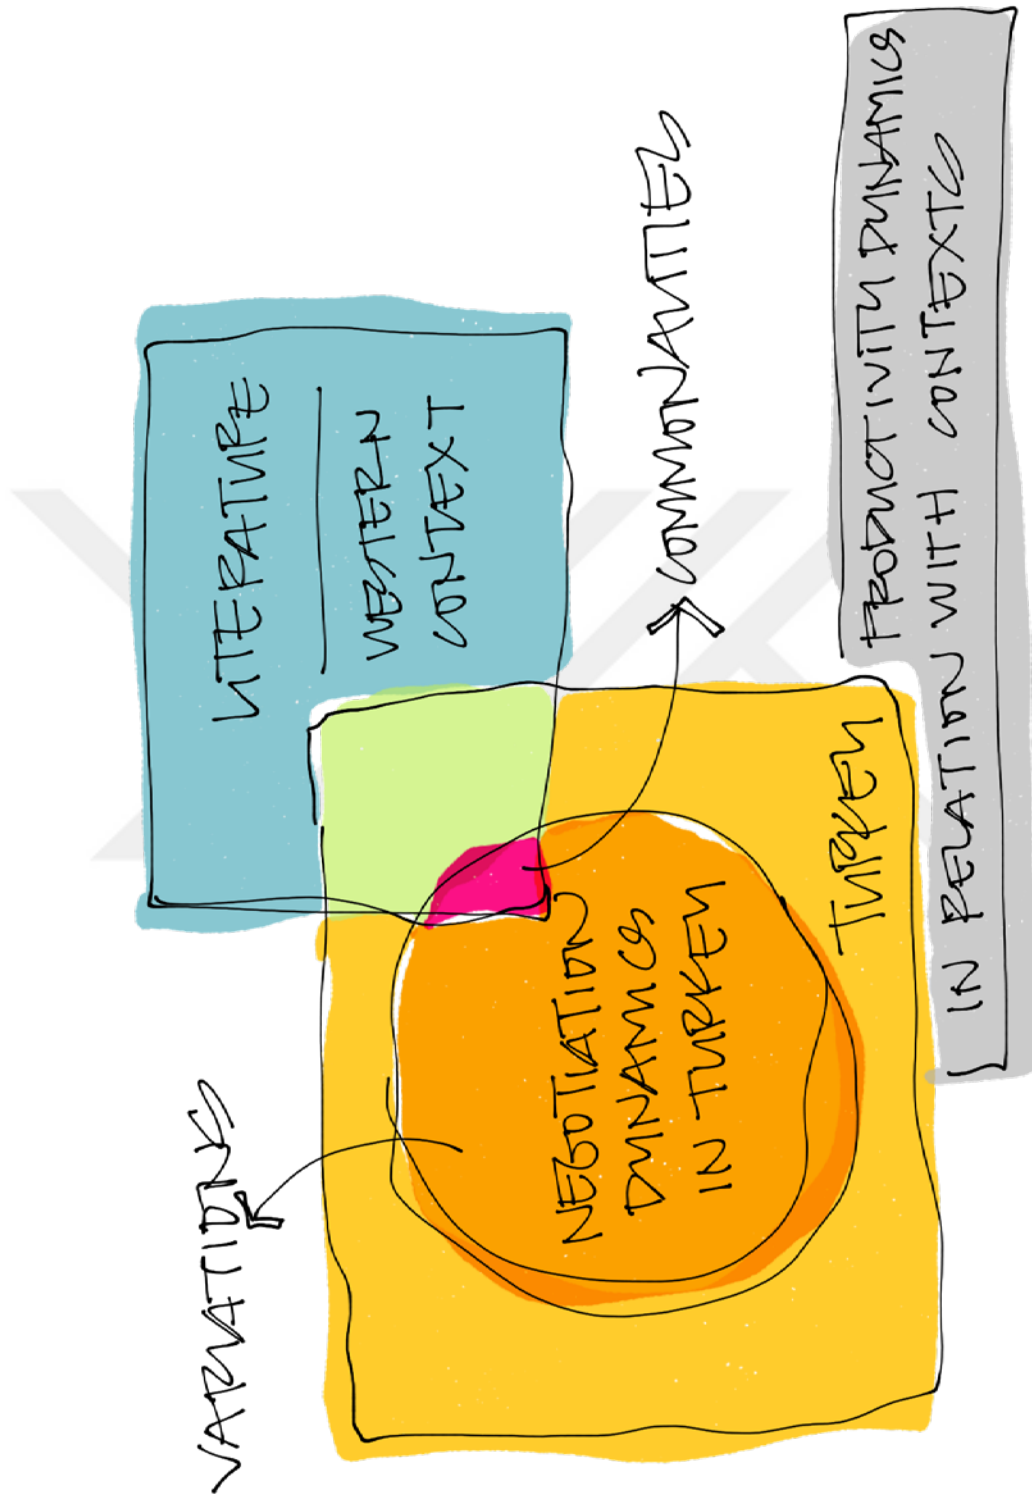 VARIATIONS
NEGOTIATION
DYNAMICS
IN TURKEY
TURKEY
LITERATURE
WESTERN
CONTEXT
COMMONALITIES
PRODUCTIVITY DYNAMICS
IN RELATION WITH CONTEXTS